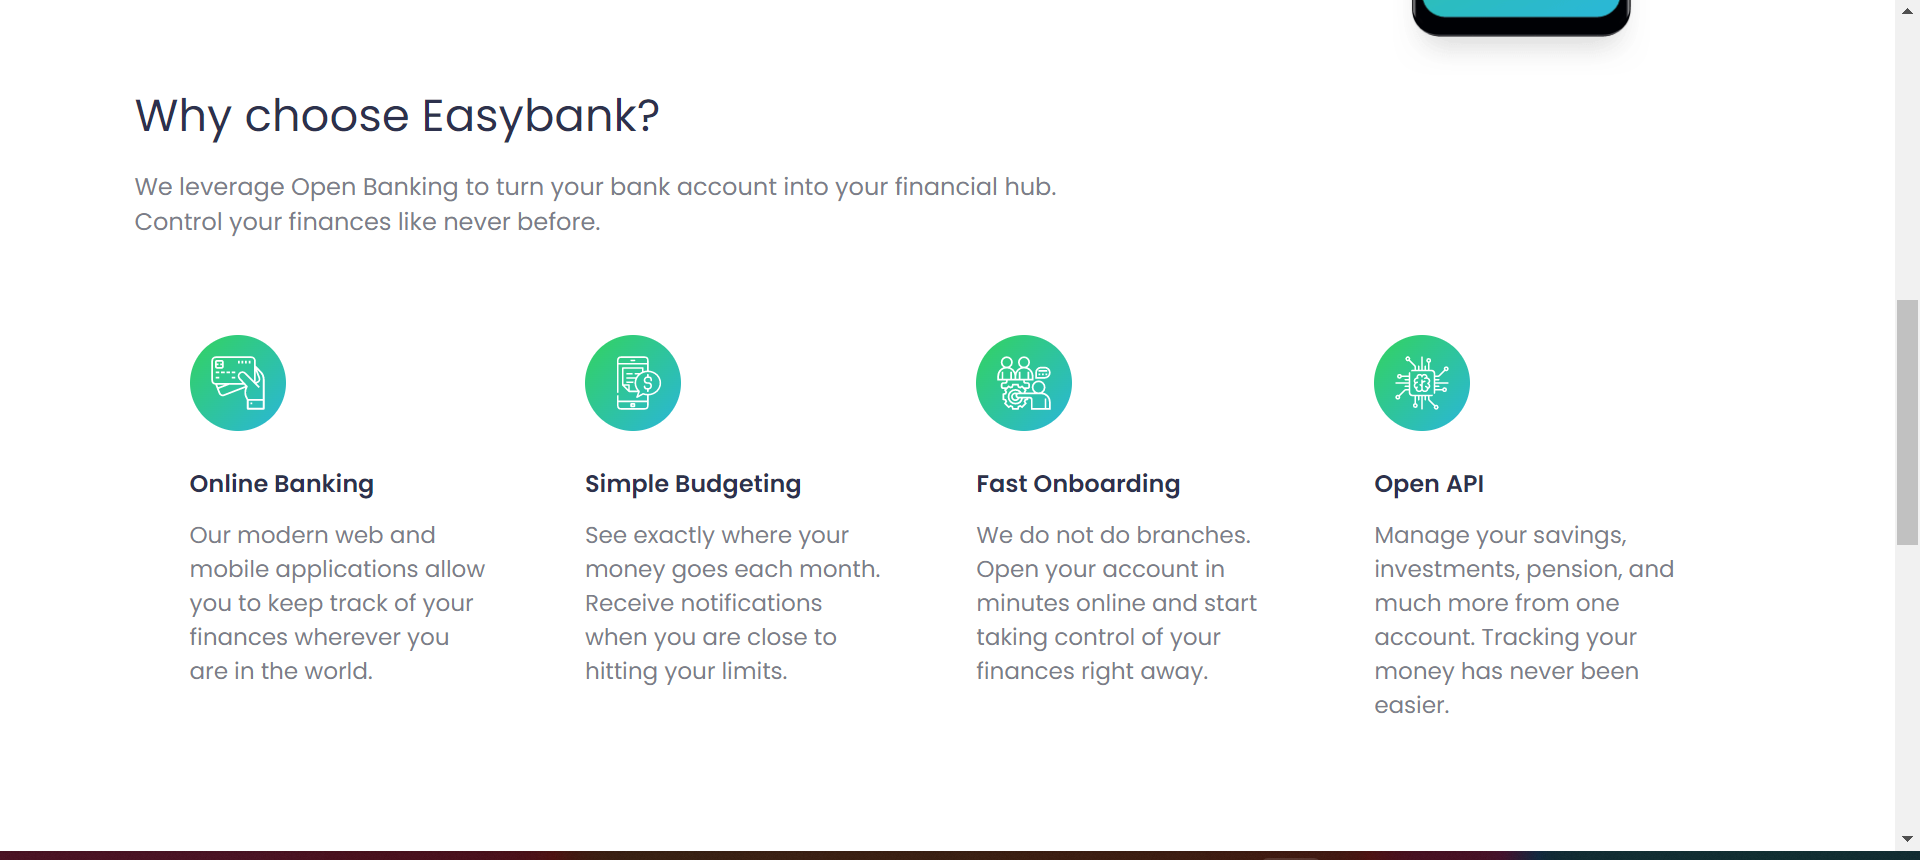 Why choose Easybank?
We leverage Open Banking to turn your bank account into your financial hub.
Control your finances like never before.
Online Banking
Our modern web and
mobile applications allow
you to keep track of your
finances wherever you
are in the world.
Simple Budgeting
See exactly where your
money goes each month.
Receive notifications
when you are close to
hitting your limits.
Fast Onboarding
We do not do branches.
Open your account in
minutes online and start
taking control of your
finances right away.
Open API
Manage your savings,
investments, pension, and
much more from one
account. Tracking your
money has never been
easier.